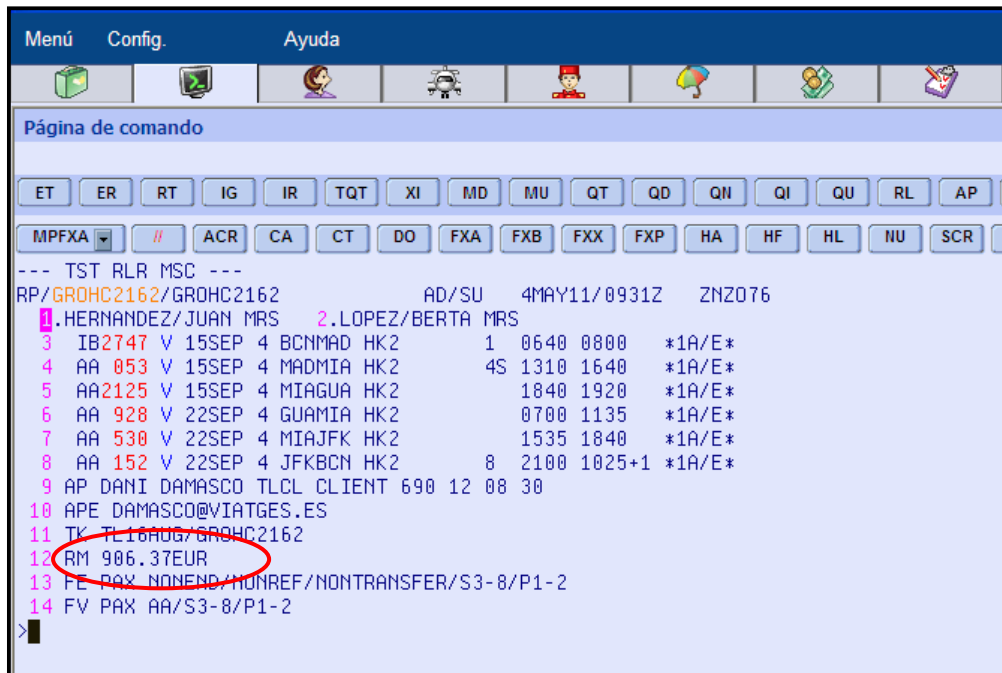 Menú Config. Ayuda
Página de comando
ET ER RT IG IR TQT XI MD MU QT QD QN QI QU RL AP
MPFXA // ACR CA CT DO FXA FXB FXX FXP HA HF HL NU SCR
--- TST RLR MSC ---
RP/GROHC2162/GROHC2162 AD/SU 4MAY11/0931Z ZNZO76
1.HERNANDEZ/JUAN MRS 2.LOPEZ/BERTA MRS
3 IB2747 V 15SEP 4 BCNMAD HK2 1 0640 0800 *1A/E*
4 AA 053 V 15SEP 4 MADMIA HK2 4S 1310 1640 *1A/E*
5 AA2125 V 15SEP 4 MIAGUA HK2 1840 1920 *1A/E*
6 AA 928 V 22SEP 4 GUAMIA HK2 0700 1135 *1A/E*
7 AA 530 V 22SEP 4 MIAJFK HK2 1535 1840 *1A/E*
8 AA 152 V 22SEP 4 JFKBCN HK2 8 2100 1025+1 *1A/E*
9 AP DANI DAMASCO TLCL CLIENT 690 12 08 30
10 APE DAMASCO@VIATGES.ES
11 TK TL16AUG/GROHC2162
12 RM 906.37EUR
13 FE PAX NONEND/NONREF/NONTRANSFER/S3-8/P1-2
14 FV PAX AA/S3-8/P1-2
>